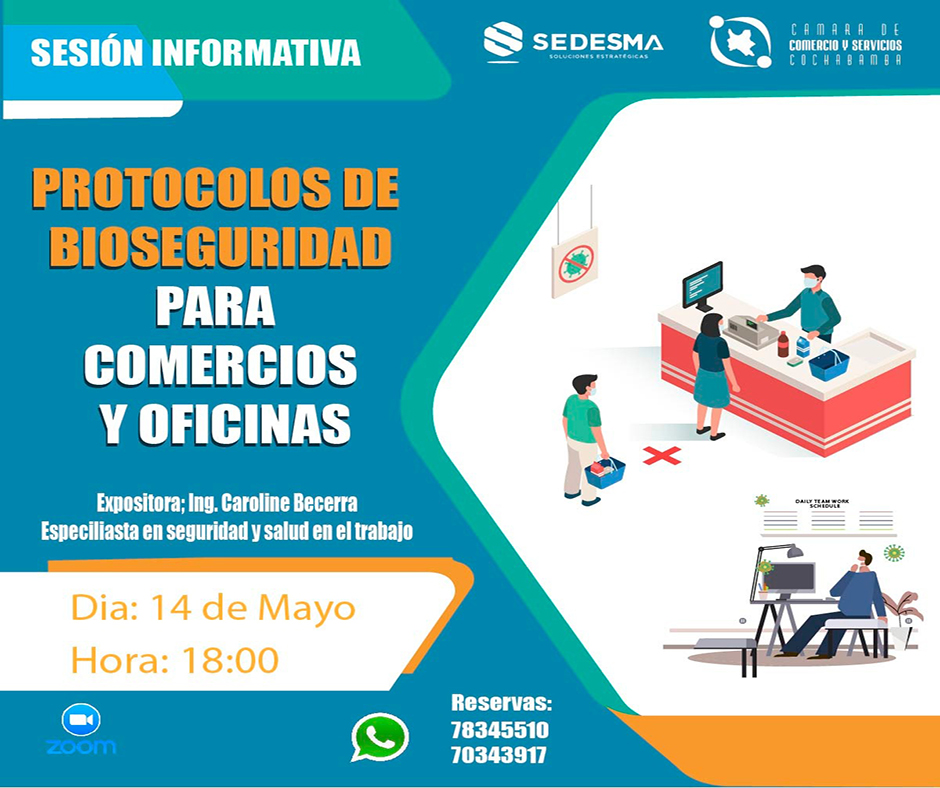 SESIÓN INFORMATIVA
SEDESMA
SOLUCIONES ESTRATÉGICAS
CAMARA DE
COMERCIO Y SERVICIOS
COCHABAMBA
PROTOCOLOS DE
BIOSEGURIDAD
PARA
COMERCIOS
Y OFICINAS
Expositora; Ing. Caroline Becerra
Especiliasta en seguridad y salud en el trabajo
DAILY TEAM WORK
SCHEDULE
Dia: 14 de Mayo
Hora: 18:00
zoom
Reservas:
78345510
70343917